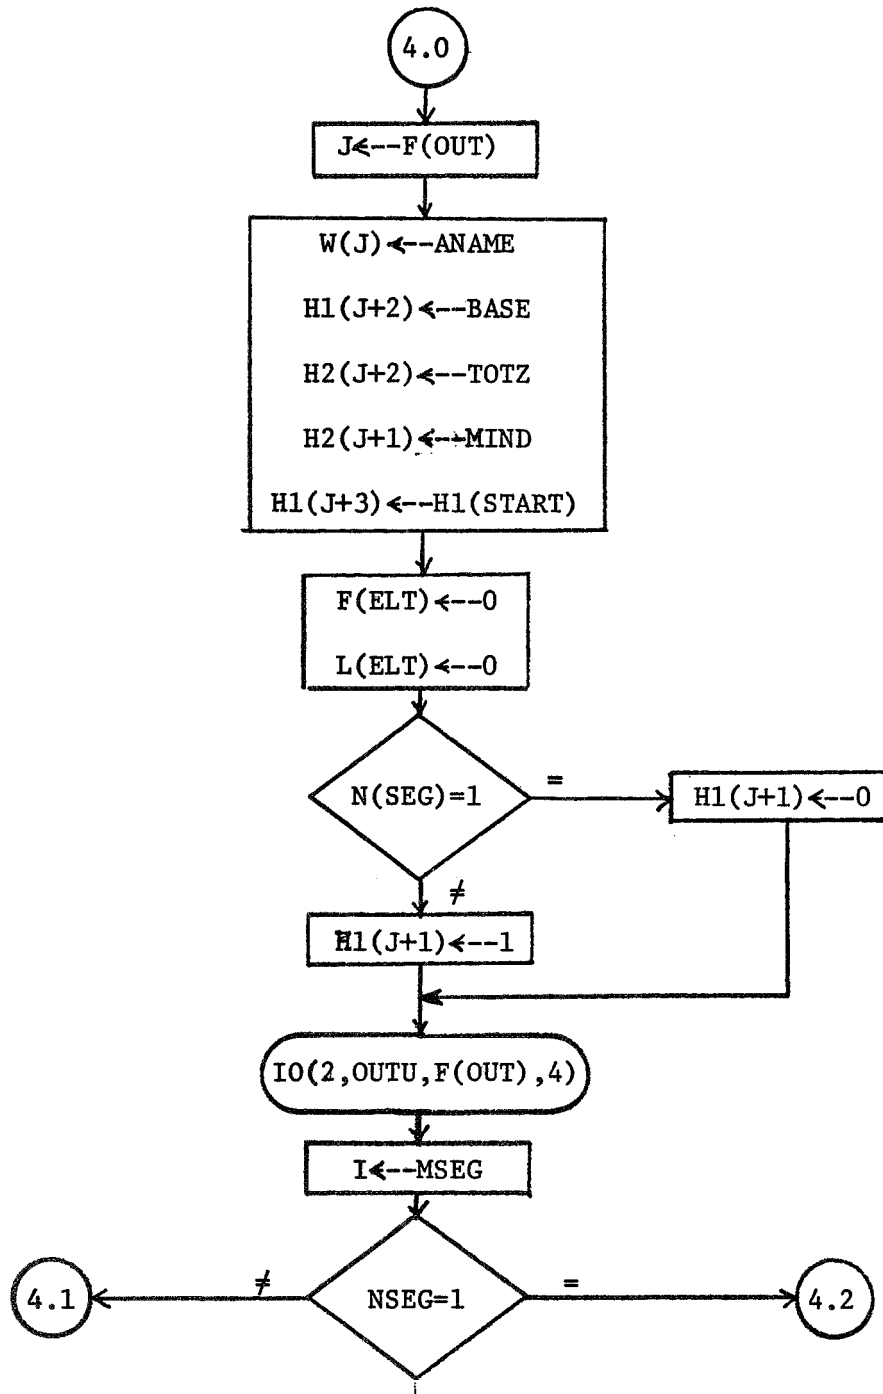 4.0
J<--F(OUT)
W(J)<--ANAME
H1(J+2)<--BASE
H2(J+2)<--TOTZ
H2(J+1)<--MIND
H1(J+3)<--H1(START)
F(ELT)<--0
L(ELT)<--0
N(SEG)=1
=
H1(J+1)<--0
≠
H1(J+1)<--1
IO(2,OUTU,F(OUT),4)
I<--MSEG
4.1
≠
NSEG=1
=
4.2